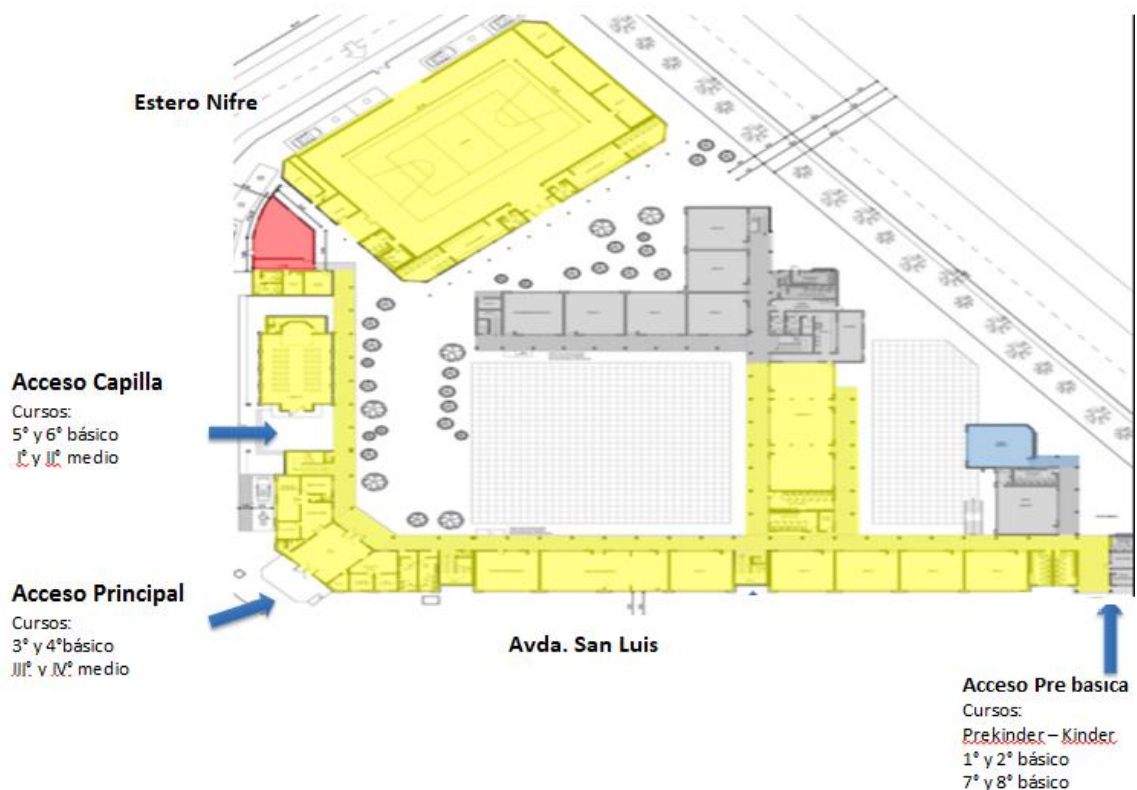 Estero Nifre
Acceso Capilla
Cursos:
5° y 6° básico
I° y II° medio
Acceso Principal
Cursos:
3° y 4°básico
III° y IV° medio
Avda. San Luis
Acceso Pre basica
Cursos:
Prekinder – Kinder
1° y 2° básico
7° y 8° básico